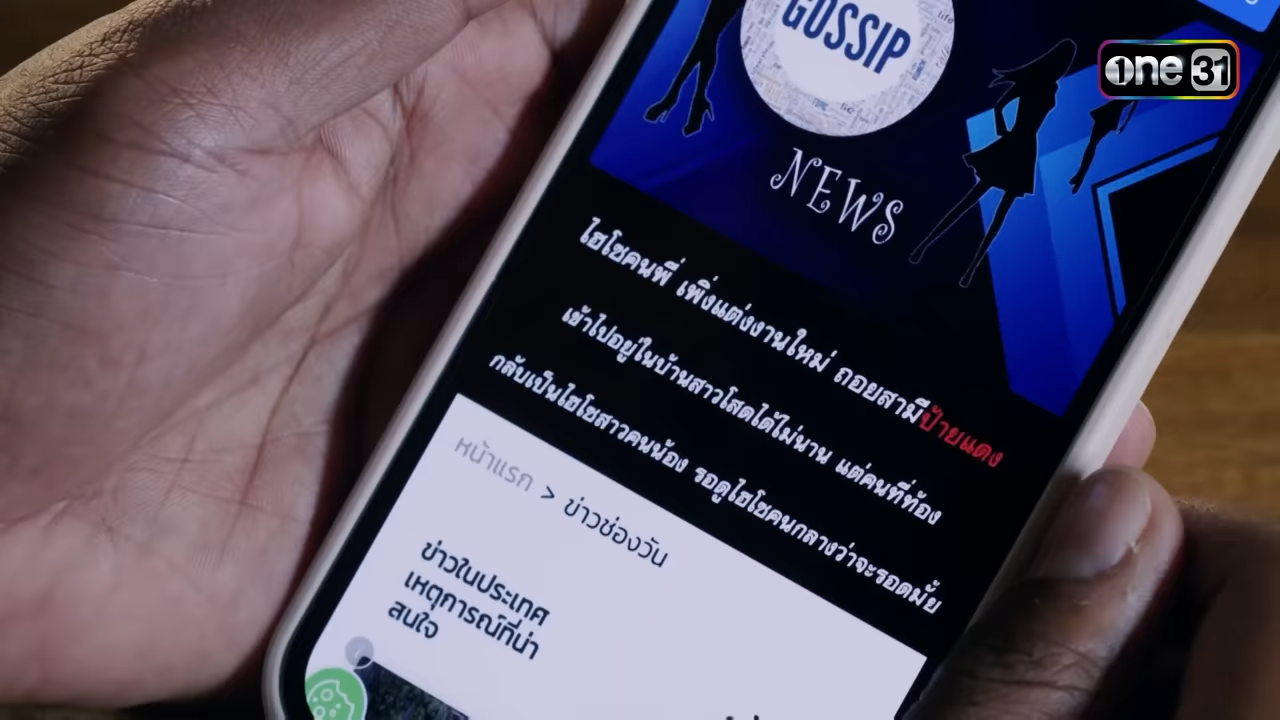 GOSSIP
one 31
NEWS
ไฮโซคนพี่ เพิ่งแต่งงานใหม่ ถอยสามีป้ายแดง
เข้าไปอยู่ในบ้านสาวโสดได้ไม่นาน แต่คนที่ท้อง
กลับเป็นไฮโซสาวคนน้อง รอดูไฮโซคนกลางว่าจะรอดมั้ย
หน้าแรก > ข่าวช่องวัน
ข่าวในประเทศ
เหตุการณ์ที่น่า
สนใจ